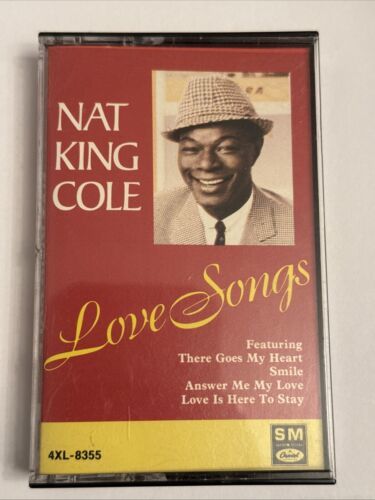 NAT
KING
COLE
Love Songs
Featuring
There Goes My Heart
Smile
Answer Me My Love
Love Is Here To Stay
4XL-8355
SM
Capitol